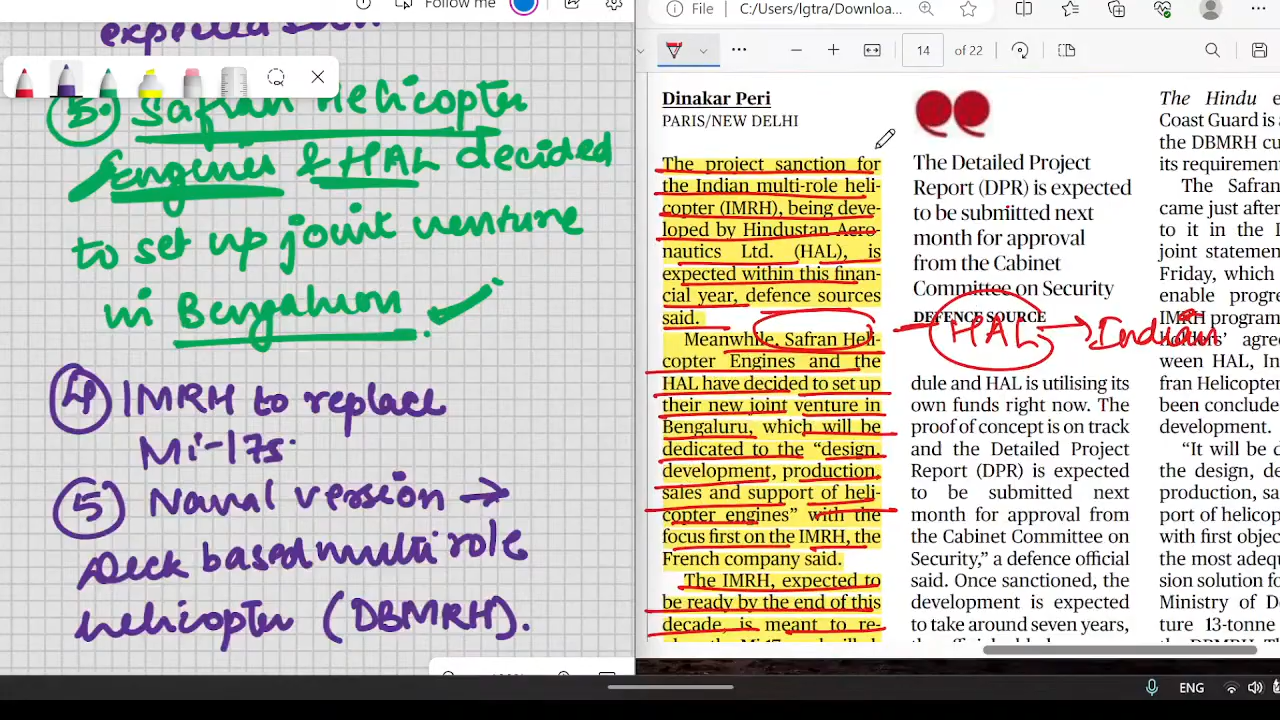 Follow me
expected soon
3. Safran Helicopter
Engines & HAL decided
to set up joint venture
in Bengaluru.
4 IMRH to replace
Mi-17s.
5 Naval version →
Deck based multi role
helicopter (DBMRH).
File
C:/Users/lgtra/Downloa...
14 of 22
Dinakar Peri
PARIS/NEW DELHI
The project sanction for
the Indian multi-role heli-
copter (IMRH), being deve-
loped by Hindustan Aero-
nautics Ltd. (HAL), is
expected within this finan-
cial year, defence sources
said.
Meanwhile, Safran Heli-
copter Engines and the
HAL have decided to set up
their new joint venture in
Bengaluru, which will be
dedicated to the “design,
development, production,
sales and support of heli-
copter engines” with the
focus first on the IMRH, the
French company said.
The IMRH, expected to
be ready by the end of this
decade, is meant to re-
The Detailed Project
Report (DPR) is expected
to be submitted next
month for approval
from the Cabinet
Committee on Security
DEFENCE SOURCE
HAL → Indian
dule and HAL is utilising its
own funds right now. The
proof of concept is on track
and the Detailed Project
Report (DPR) is expected
to be submitted next
month for approval from
the Cabinet Committee on
Security,” a defence official
said. Once sanctioned, the
development is expected
to take around seven years,
The Hindu
Coast Guard is
the DBMRH
its requirement
The Safran
came just after
to it in the
joint statemen
Friday, which
enable
IMRH program
agre
ween HAL, In
fran Helicopter
been conclude
development.
“It will be d
the design, de
production, sa
port of helicop
with first objec
the most adeq
sion solution fo
Ministry of D
ture 13-tonne
ENG